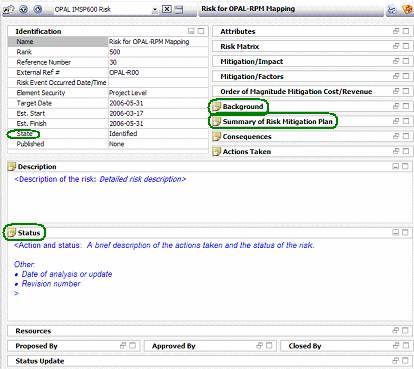 OPAL IMSP600 Risk
Risk for OPAL-RPM Mapping
Identification
Name Risk for OPAL-RPM Mapping
Rank 500
Reference Number 30
External Ref # OPAL-R00
Risk Event Occurred Date/Time
Element Security Project Level
Target Date 2006-05-31
Est. Start 2006-03-17
Est. Finish 2006-05-31
State Identified
Published None
Attributes
Risk Matrix
Mitigation/Impact
Mitigation/Factors
Order of Magnitude Mitigation Cost/Revenue
Background
Summary of Risk Mitigation Plan
Consequences
Actions Taken
Description
<Description of the risk: Detailed risk description>
Status
<Action and status: A brief description of the actions taken and the status of the risk.
Other:
• Date of analysis or update
• Revision number
>
Resources
Proposed By
Approved By
Closed By
Status Update